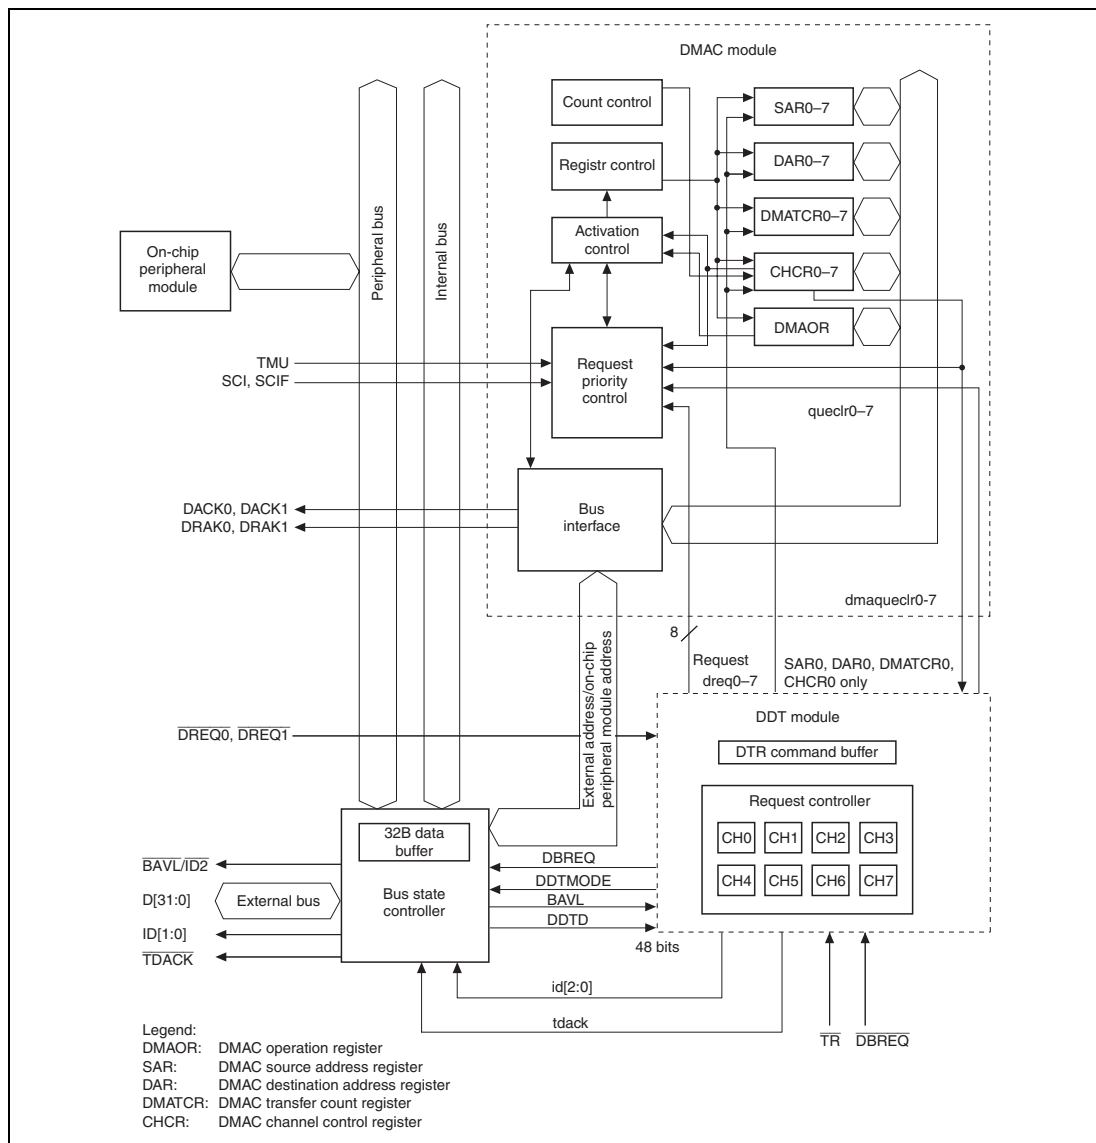 DMAC module
Count control
SAR0–7
Registr control
DAR0–7
DMATCR0–7
Activation
control
CHCR0–7
DMAOR
On-chip
peripheral
module
Peripheral bus
Internal bus
TMU
SCI, SCIF
Request
priority
control
queclr0–7
DACK0, DACK1
DRAK0, DRAK1
Bus
interface
dmaqueclr0-7
8
Request
dreq0–7
SAR0, DAR0, DMATCR0,
CHCR0 only
External address/on-chip
peripheral module address
DREQ0, DREQ1
DDT module
DTR command buffer
Request controller
CH0 CH1 CH2 CH3
CH4 CH5 CH6 CH7
32B data
buffer
Bus state
controller
BAVL/ID2
D[31:0]
External bus
ID[1:0]
TDACK
DBREQ
DDTMODE
BAVL
DDTD
48 bits
id[2:0]
tdack
TR
DBREQ
Legend:
DMAOR: DMAC operation register
SAR: DMAC source address register
DAR: DMAC destination address register
DMATCR: DMAC transfer count register
CHCR: DMAC channel control register